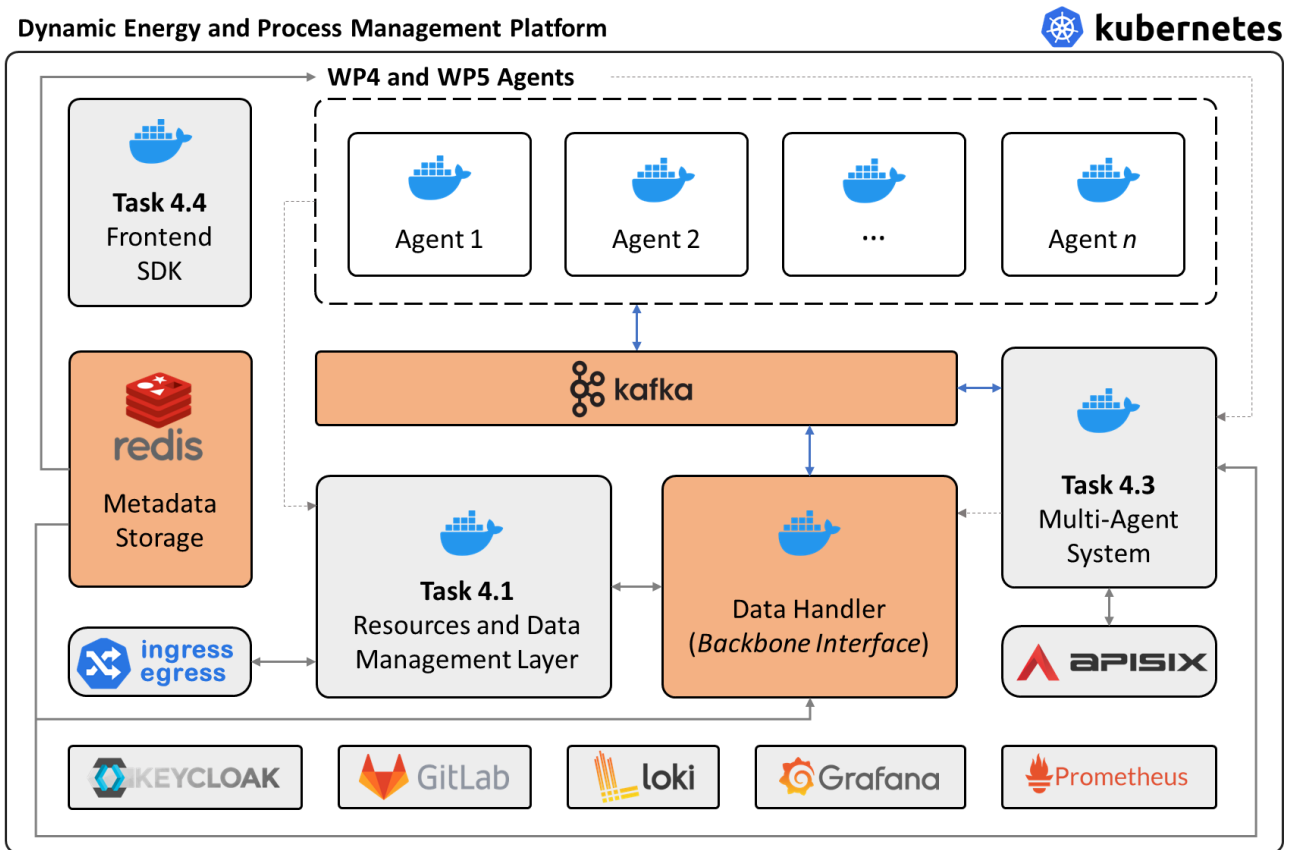 Dynamic Energy and Process Management Platform
kubernetes
WP4 and WP5 Agents
Task 4.4
Frontend
SDK
Agent 1
Agent 2
...
Agent n
kafka
redis
Metadata
Storage
Task 4.3
Multi-Agent
System
Task 4.1
Resources and Data
Management Layer
Data Handler
(Backbone Interface)
ingress
egress
APISIX
KEYCLOAK
GitLab
loki
Grafana
Prometheus